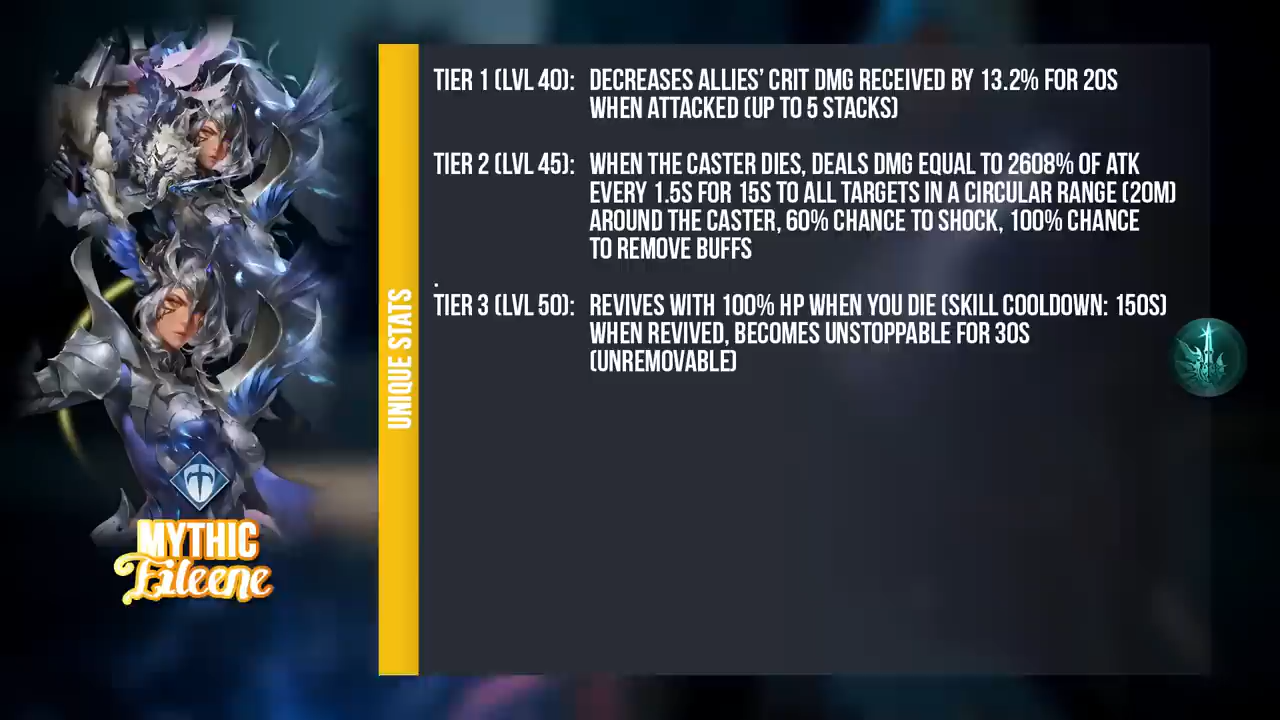 TIER 1 (LVL 40): DECREASES ALLIES' CRIT DMG RECEIVED BY 13.2% FOR 20S
WHEN ATTACKED (UP TO 5 STACKS)
TIER 2 (LVL 45): WHEN THE CASTER DIES, DEALS DMG EQUAL TO 2608% OF ATK
EVERY 1.5S FOR 15S TO ALL TARGETS IN A CIRCULAR RANGE (20M)
AROUND THE CASTER, 60% CHANCE TO SHOCK, 100% CHANCE
TO REMOVE BUFFS
.
TIER 3 (LVL 50): REVIVES WITH 100% HP WHEN YOU DIE (SKILL COOLDOWN: 150S)
WHEN REVIVED, BECOMES UNSTOPPABLE FOR 30S
(UNREMOVABLE)
UNIQUE STATS
MYTHIC
Eileene